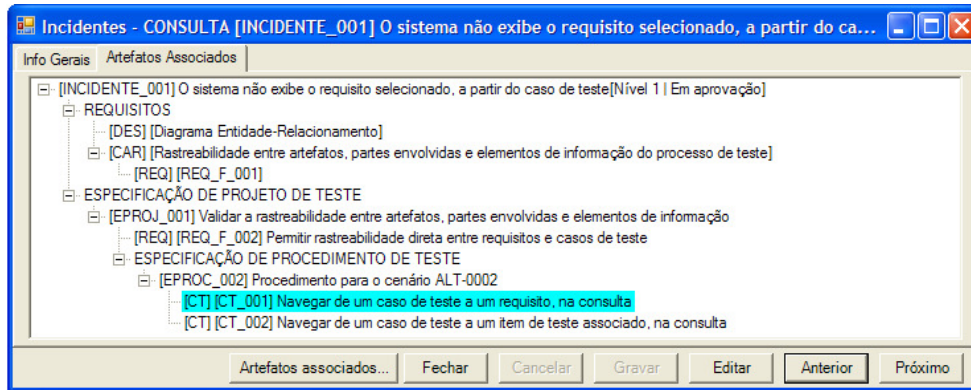 Incidentes - CONSULTA [INCIDENTE_001] O sistema não exibe o requisito selecionado, a partir do ca...
Info Gerais Artefatos Associados
[INCIDENTE_001] O sistema não exibe o requisito selecionado, a partir do caso de teste[Nível 1 | Em aprovação]
REQUISITOS
[DES] [Diagrama Entidade-Relacionamento]
[CAR] [Rastreabilidade entre artefatos, partes envolvidas e elementos de informação do processo de teste]
[REQ] [REQ_F_001]
ESPECIFICAÇÃO DE PROJETO DE TESTE
[EPROJ_001] Validar a rastreabilidade entre artefatos, partes envolvidas e elementos de informação
[REQ] [REQ_F_002] Permitir rastreabilidade direta entre requisitos e casos de teste
ESPECIFICAÇÃO DE PROCEDIMENTO DE TESTE
[EPROC_002] Procedimento para o cenário ALT-0002
[CT] [CT_001] Navegar de um caso de teste a um requisito, na consulta
[CT] [CT_002] Navegar de um caso de teste a um item de teste associado, na consulta
Artefatos associados... Fechar Cancelar Gravar Editar Anterior Próximo